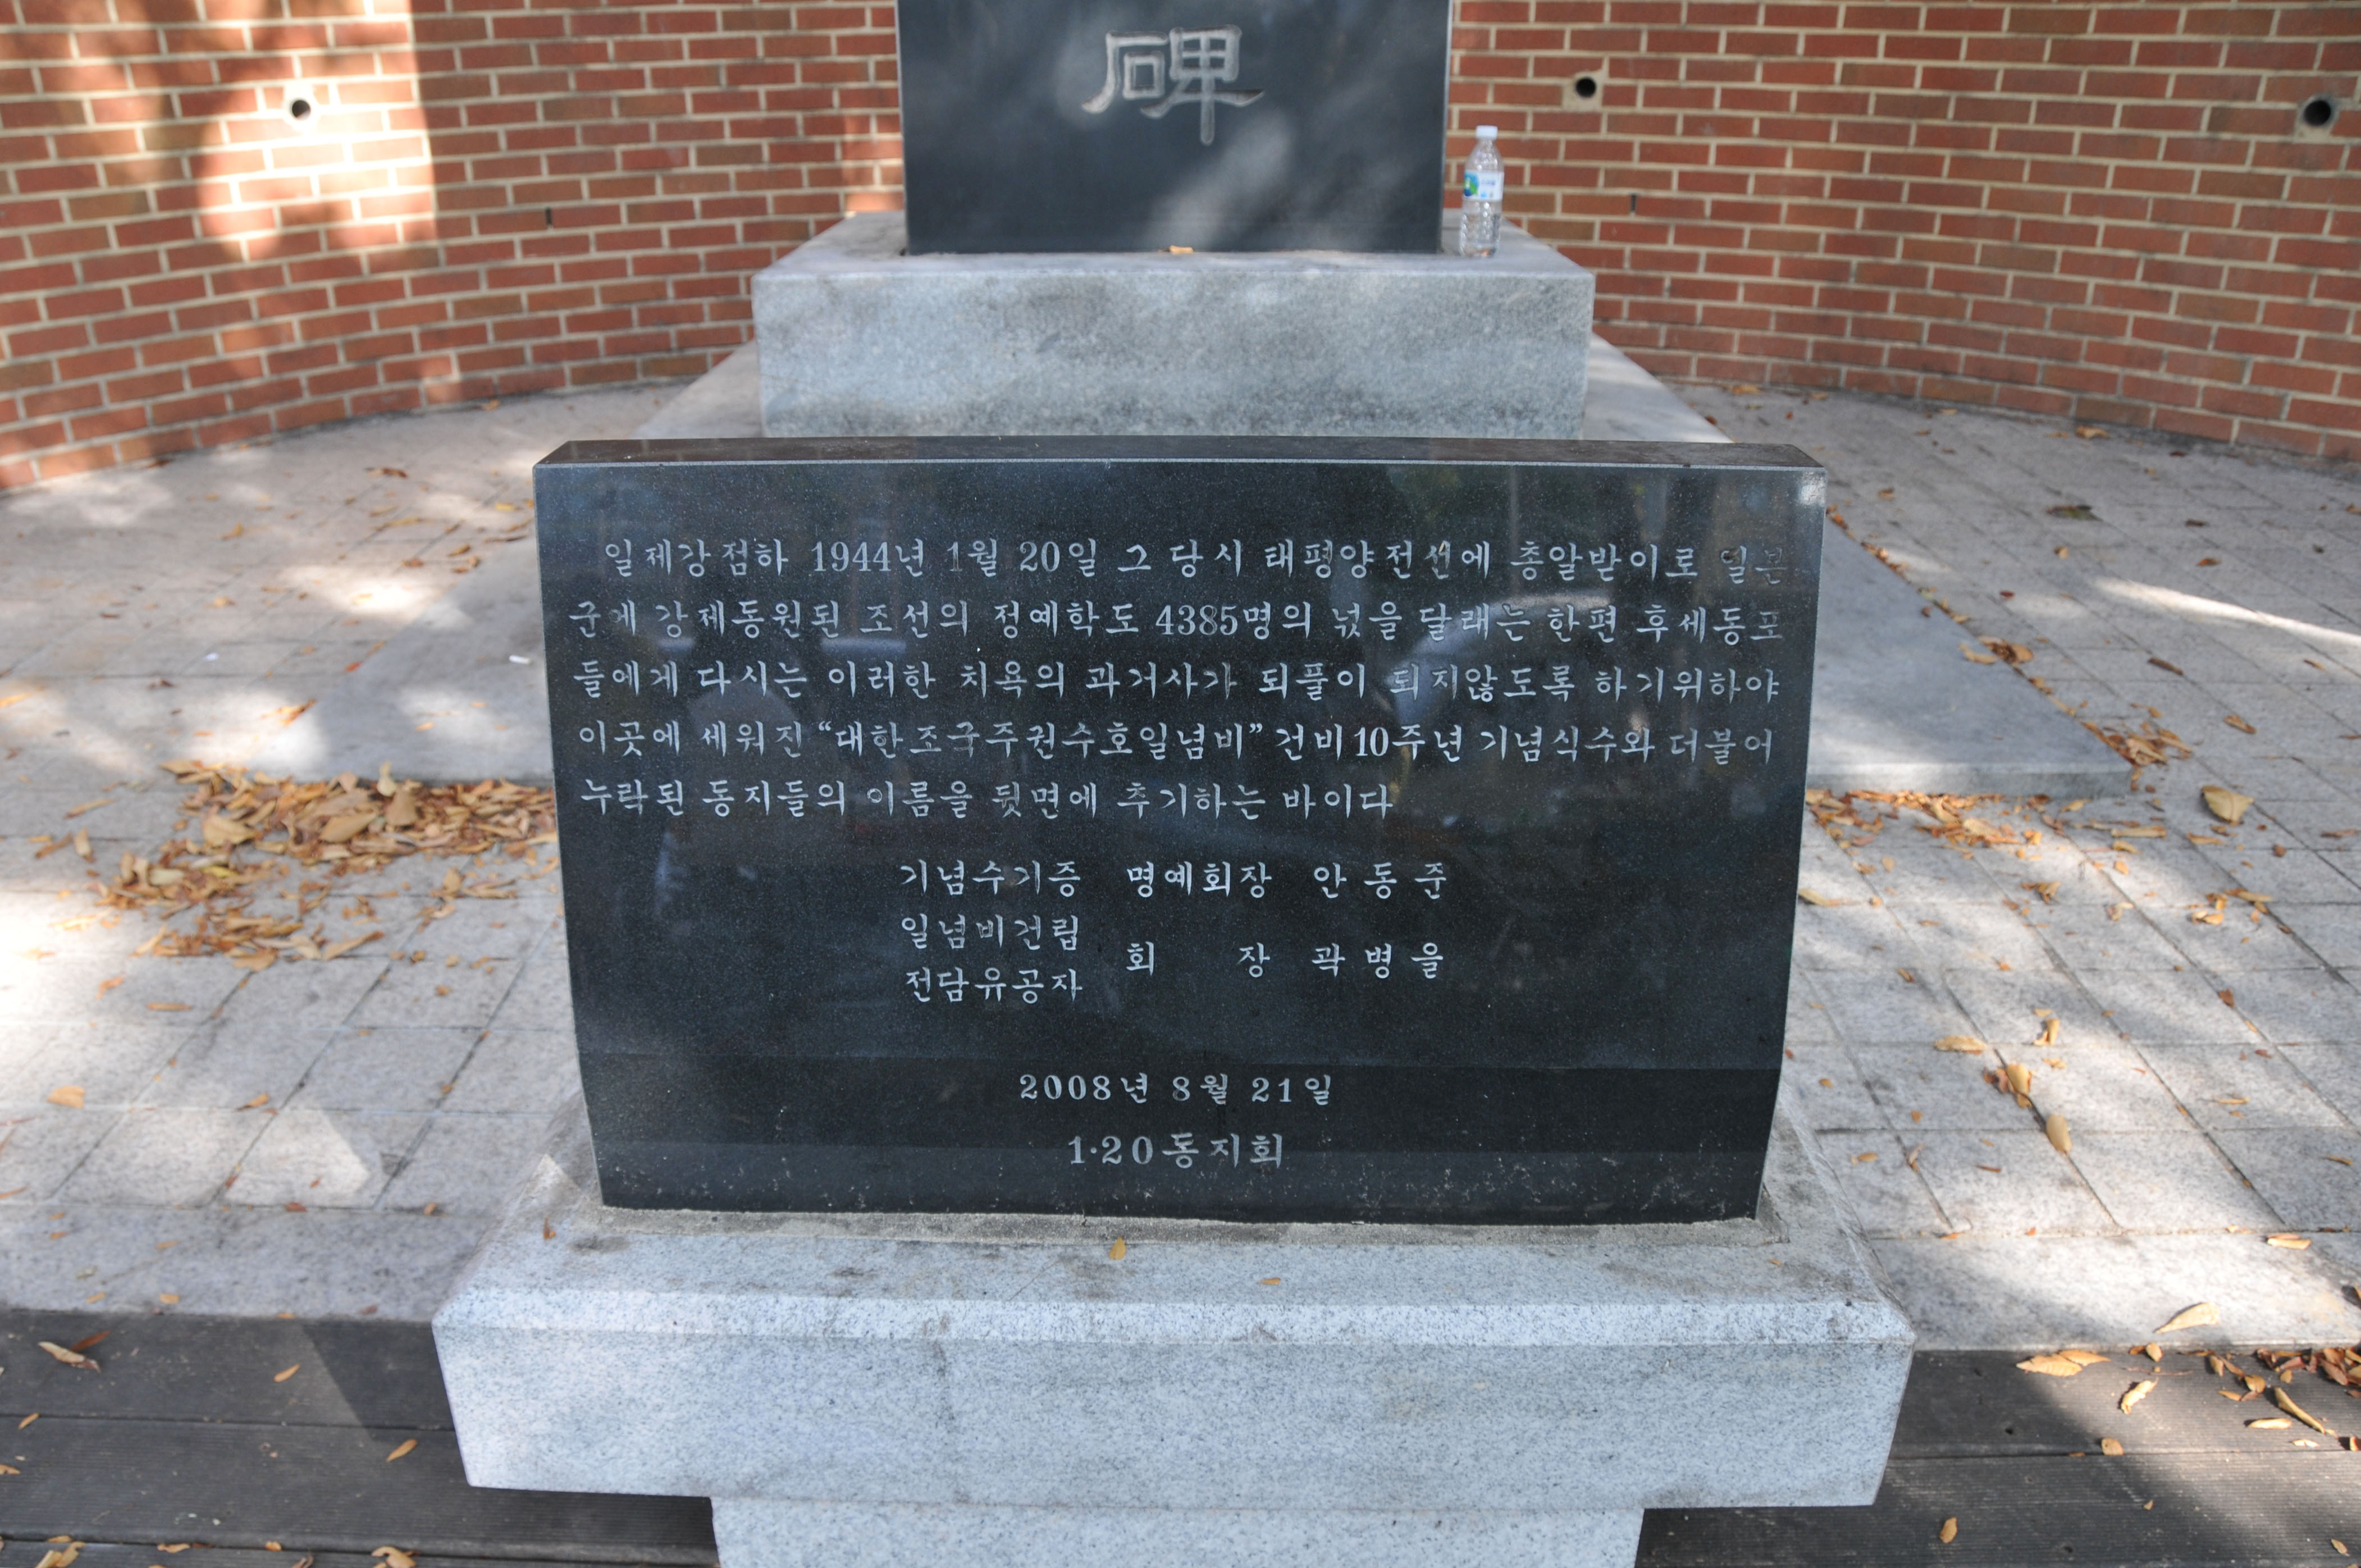 碑
일제강점하 1944년 1월 20일 그 당시 태평양전선에 총알받이로 일본
군게 강제동원된 조선의 정예학도 4385명의 넋을 달래는 한편 후세동포
들에게 다시는 이러한 치욕의 과거사가 되풀이 되지않도록 하기위하야
이곳에 세워진 “대한조국주권수호일념비” 건비10주년 기념식수와 더불어
누락된 동지들의 이름을 뒷면에 추기하는 바이다
기념수기증 명예회장 안동준
일념비건립
전담유공자 회 장 곽병을
2008년 8월 21일
1·20동지회